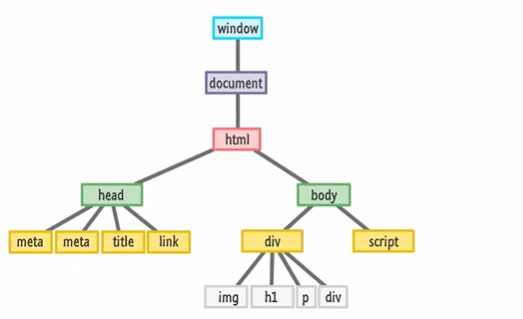 window
document
html
head body
meta meta title link div script
img h1 p div